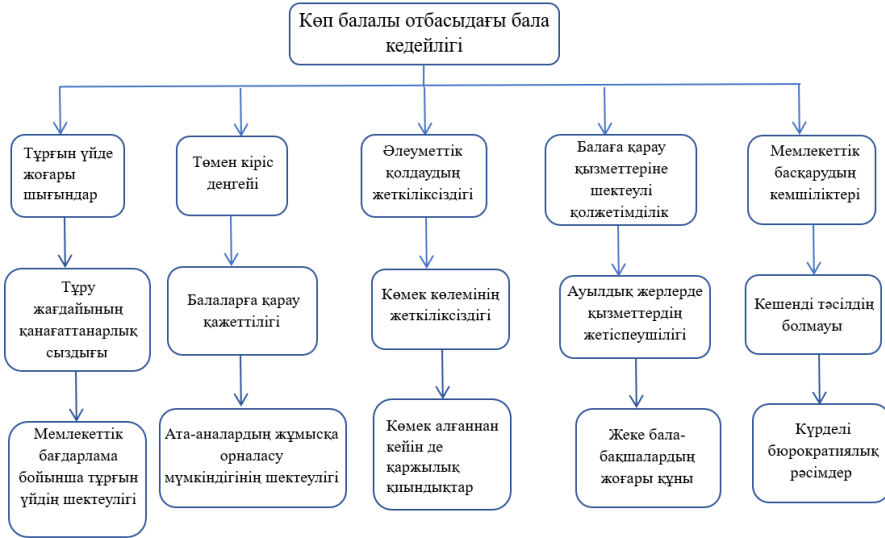 Көп балалы отбасыдағы бала
кедейлігі
Тұрғын үйде
жоғары
шығындар
Төмен кіріс
деңгейі
Әлеуметтік
қолдаудың
жеткіліксіздігі
Балаға қарау
қызметтеріне
шектеулі
қолжетімділік
Мемлекеттік
басқарудың
кемшіліктері
Тұру
жағдайының
қанағаттанарлық
сыздығы
Балаларға қарау
қажеттілігі
Көмек көлемінің
жеткіліксіздігі
Ауылдық жерлерде
қызметтердің
жетіспеушілігі
Кешенді тәсілдің
болмауы
Мемлекеттік
бағдарлама
бойынша тұрғын
үйдің шектеулігі
Ата-аналардың жұмысқа
орналасу
мүмкіндігінің шектеулігі
Көмек алғаннан
кейін де
қаржылық
қиындықтар
Жеке бала-
бақшалардың
жоғары құны
Күрделі
бюрократиялық
рәсімдер